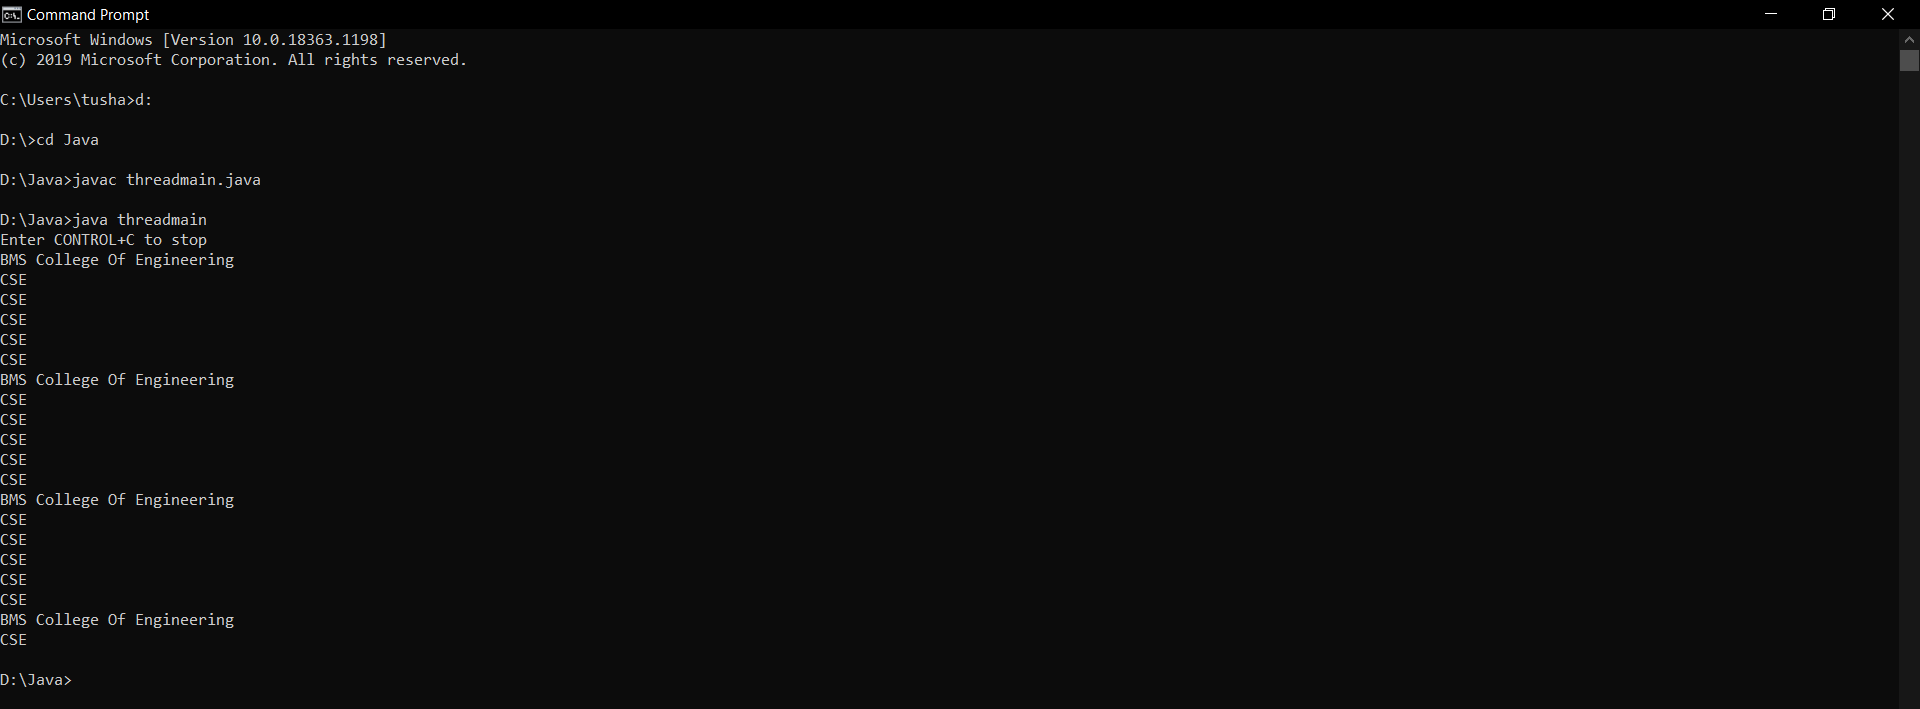 Command Prompt
Microsoft Windows [Version 10.0.18363.1198]
(c) 2019 Microsoft Corporation. All rights reserved.
C:\Users\tusha>d:
D:\>cd Java
D:\Java>javac threadmain.java
D:\Java>java threadmain
Enter CONTROL+C to stop
BMS College Of Engineering
CSE
CSE
CSE
CSE
CSE
BMS College Of Engineering
CSE
CSE
CSE
CSE
CSE
BMS College Of Engineering
CSE
CSE
CSE
CSE
CSE
BMS College Of Engineering
CSE
D:\Java>